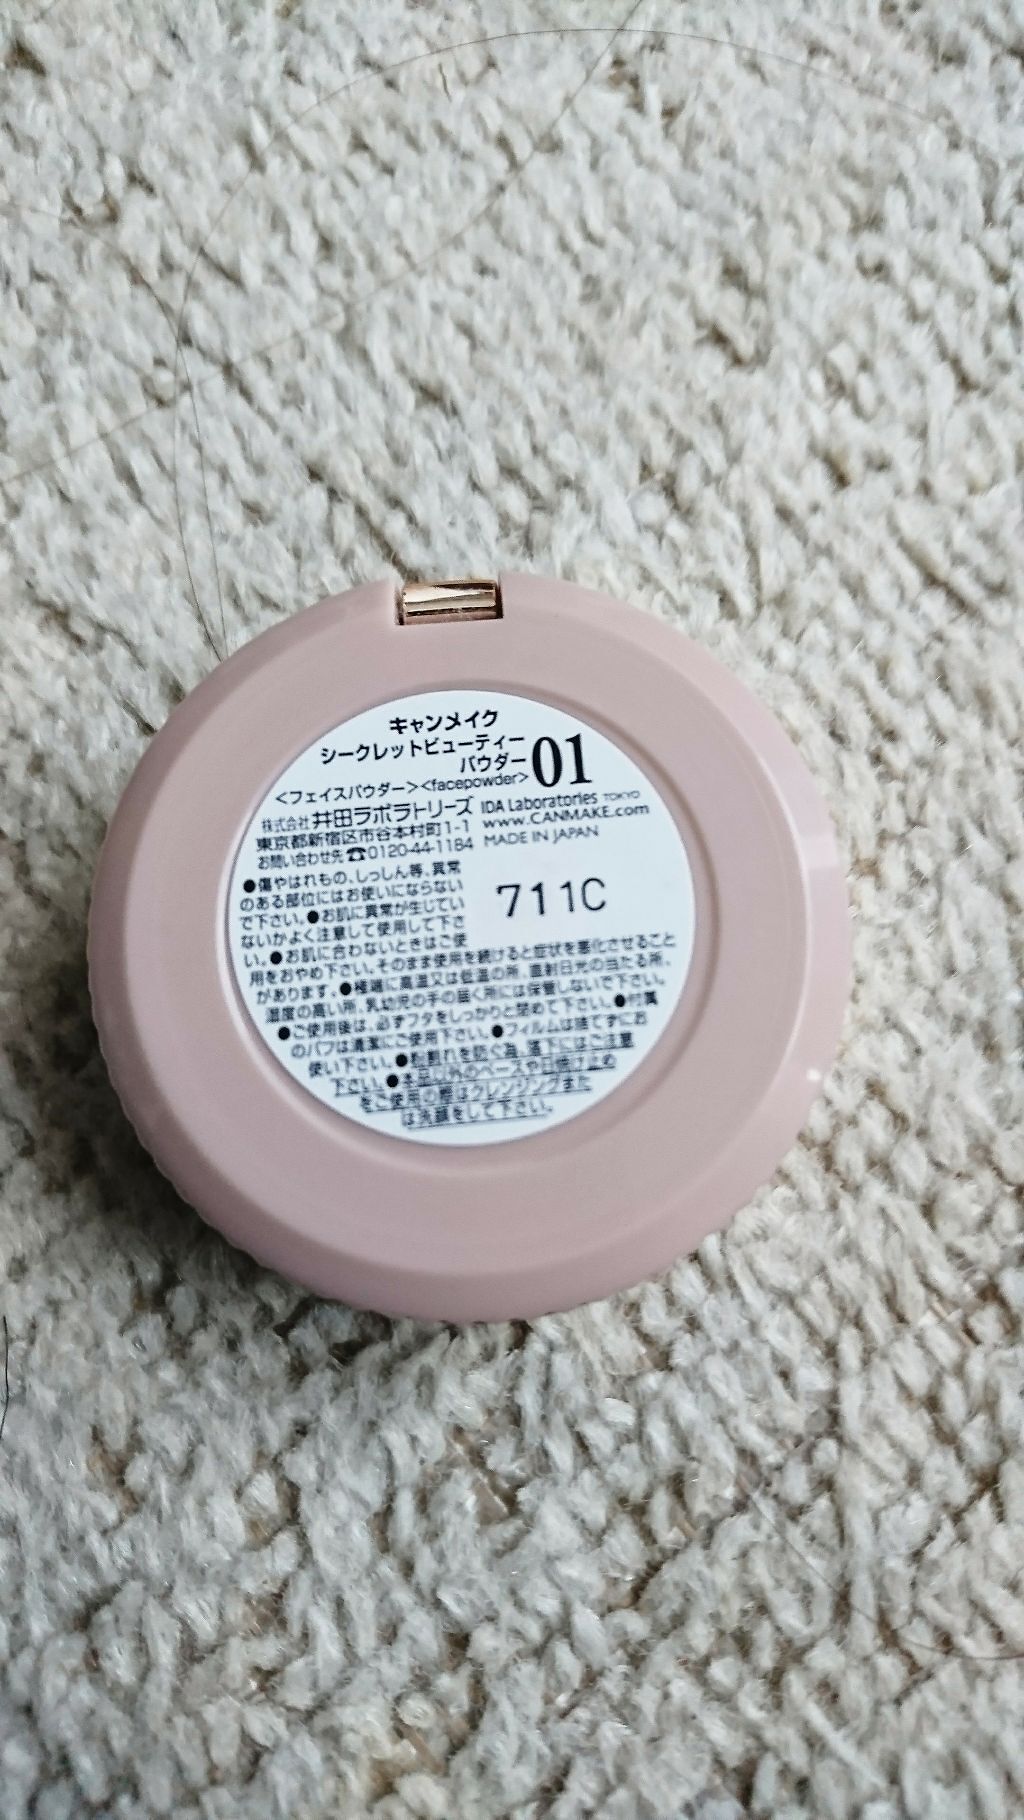 キャンメイク
シークレットビューティー
パウダー 01
<フェイスパウダー><facepowder>
株式会社井田ラボラトリーズ IDA Laboratories TOKYO
東京都新宿区市谷本村町1-1 www.CANMAKE.com
お問い合わせ先☎0120-44-1184 MADE IN JAPAN
●傷やはれもの、しっしん等、異常
のある部位にはお使いにならない
で下さい。●お肌に異常が生じてい
ないかよく注意して使用して下さ
い。●お肌に合わないときはご使
711C
用をおやめ下さい。そのまま使用を続けると症状を悪化させること
があります。●極端に高温又は低温の所、直射日光の当たる所、
湿度の高い所、乳幼児の手の届く所には保管しないで下さい。
●ご使用後は、必ずフタをしっかりと閉めて下さい。●付属
のパフは清潔にご使用下さい。●フィルムは捨てずにお
使い下さい。●粉割れを防ぐ為、落下にはご注意
下さい。●本品以外のベースや日焼け止め
をご使用の際はクレンジングまた
は洗顔をして下さい。